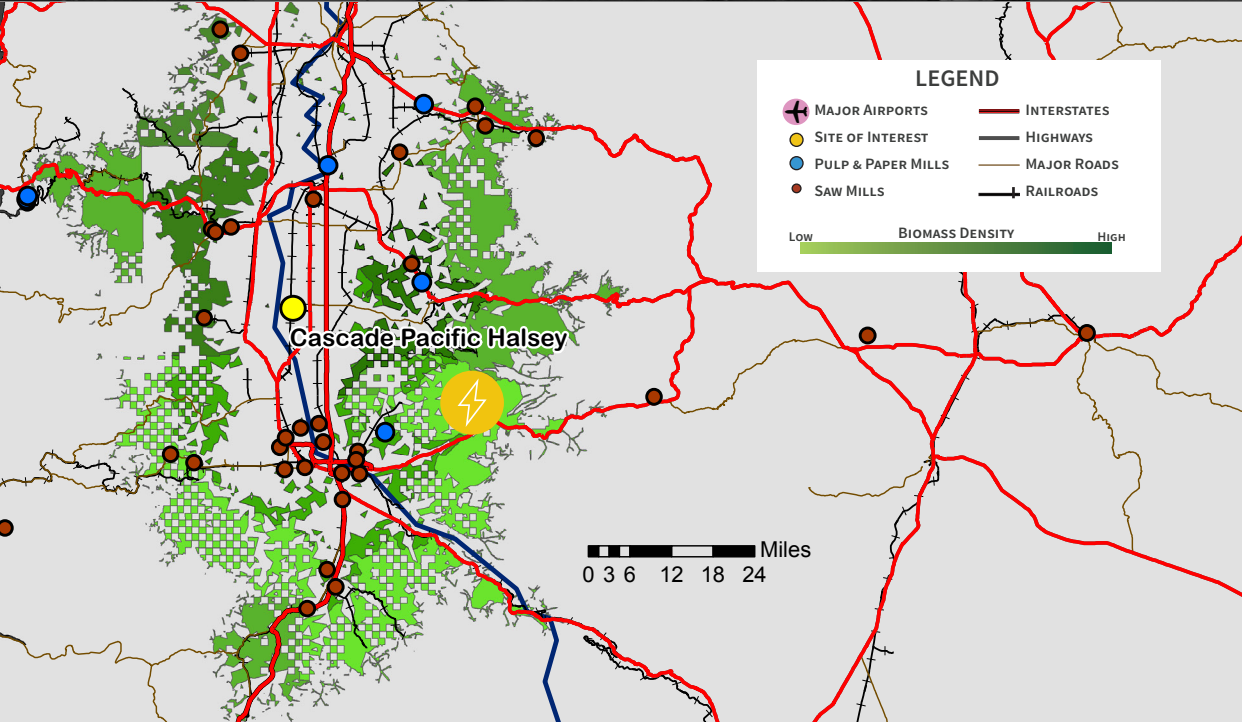 LEGEND
MAJOR AIRPORTS
SITE OF INTEREST
PULP & PAPER MILLS
SAW MILLS
INTERSTATES
HIGHWAYS
MAJOR ROADS
RAILROADS
BIOMASS DENSITY
LOW
HIGH
Cascade Pacific Halsey
Miles
0 3 6 12 18 24